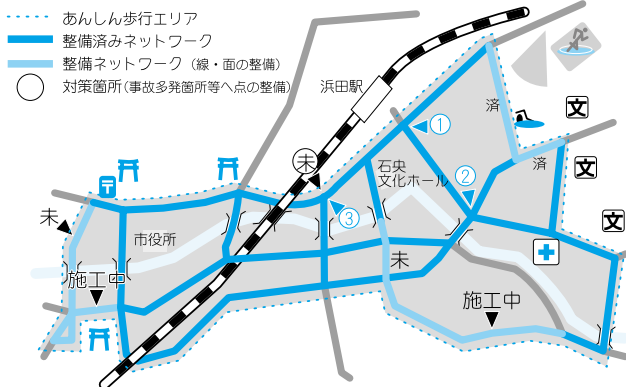 あんしん歩行エリア
整備済みネットワーク
整備ネットワーク（線・面の整備）
対策箇所（事故多発箇所等へ点の整備）
浜田駅
済
①
文
未
石央
文化ホール
②
済
文
〒
③
未
市役所
文
未
施工中
施工中